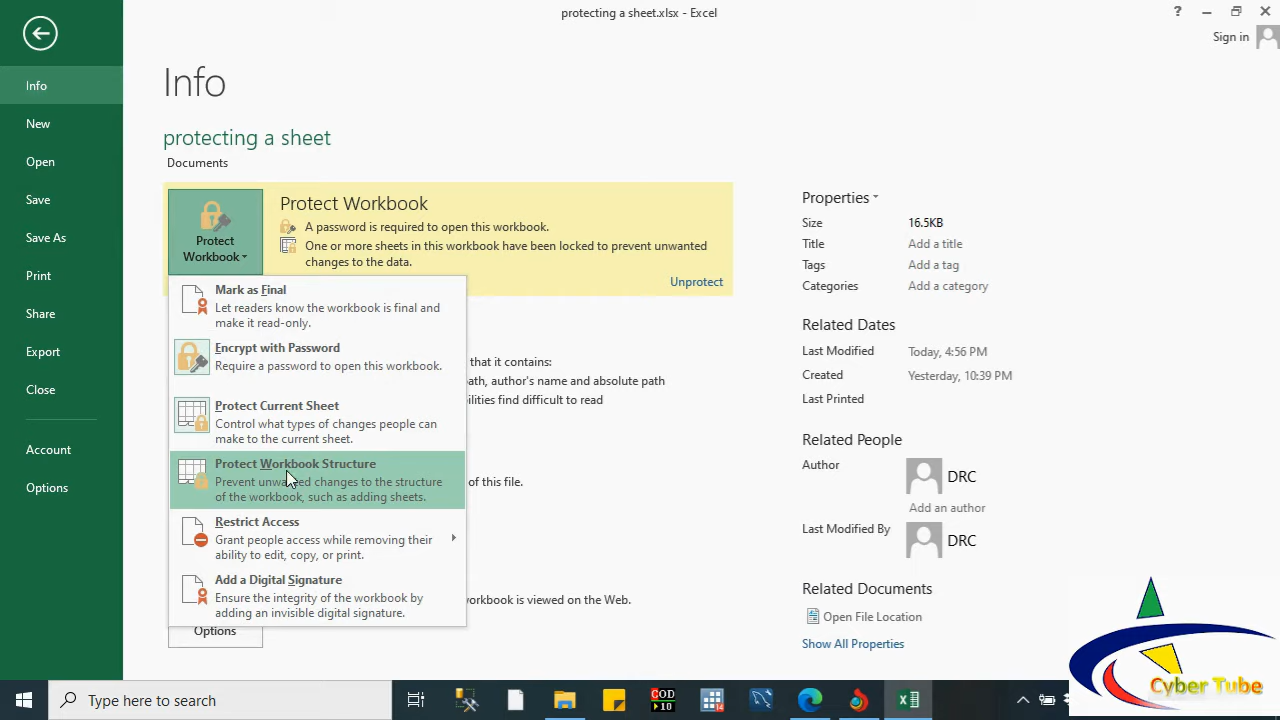 protecting a sheet.xlsx - Excel
?
Sign in
Info
New
Open
Save
Save As
Print
Share
Export
Close
Account
Options
Info
protecting a sheet
Documents
Protect
Workbook
Protect Workbook
A password is required to open this workbook.
One or more sheets in this workbook have been locked to prevent unwanted
changes to the data.
Unprotect
Mark as Final
Let readers know the workbook is final and
make it read-only.
Encrypt with Password
Require a password to open this workbook.
Protect Current Sheet
Control what types of changes people can
make to the current sheet.
Protect Workbook Structure
Prevent unwanted changes to the structure
of the workbook, such as adding sheets.
Restrict Access
Grant people access while removing their
ability to edit, copy, or print.
Add a Digital Signature
Ensure the integrity of the workbook by
adding an invisible digital signature.
that it contains:
path, author's name and absolute path
find difficult to read
of this file.
workbook is viewed on the Web.
Options
Properties
Size 16.5KB
Title Add a title
Tags Add a tag
Categories Add a category
Related Dates
Last Modified Today, 4:56 PM
Created Yesterday, 10:39 PM
Last Printed
Related People
Author DRC
Add an author
Last Modified By DRC
Related Documents
Open File Location
Show All Properties
Cyber Tube
Type here to search
COD
10
14